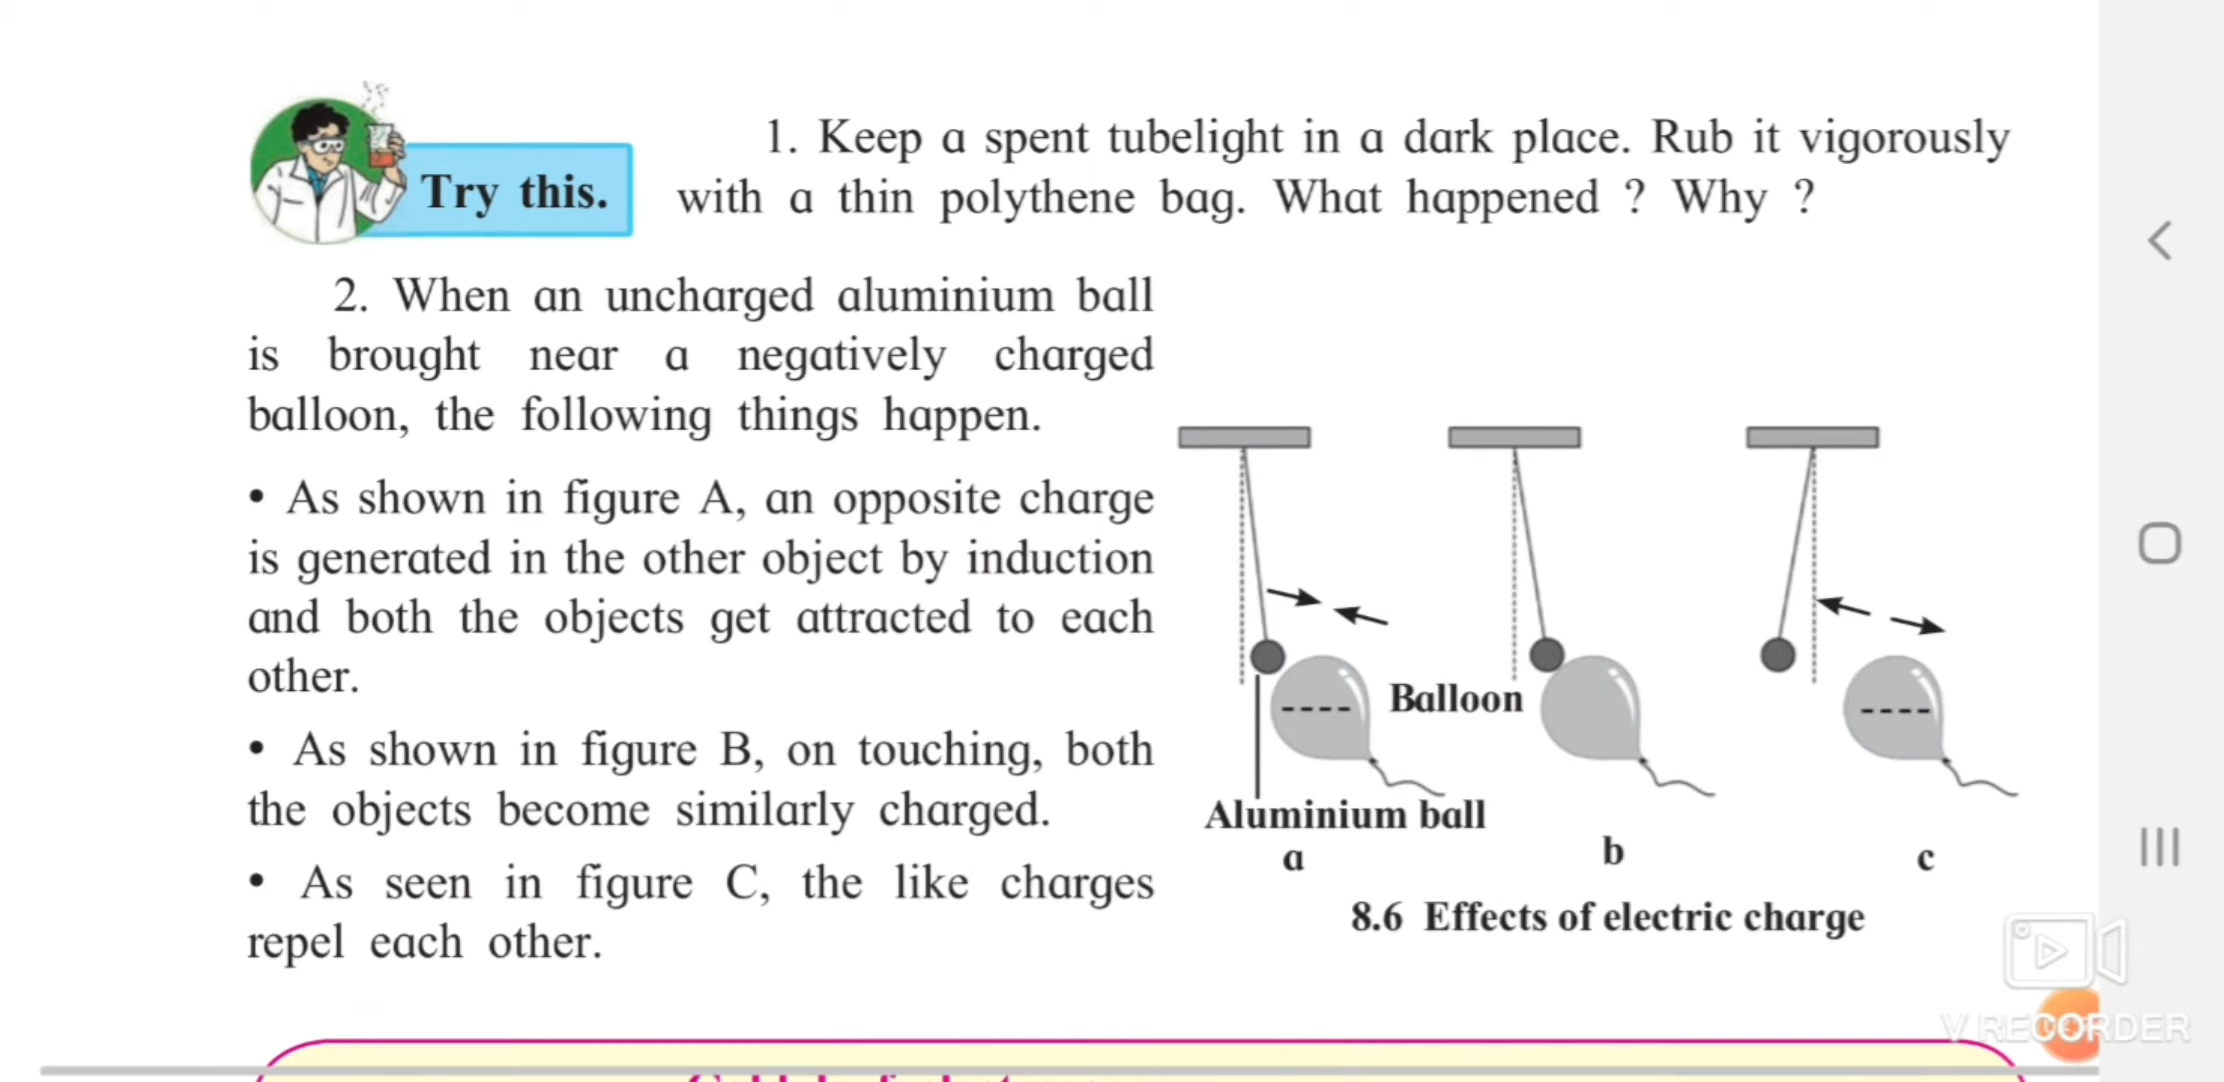 Try this.
1. Keep a spent tubelight in a dark place. Rub it vigorously
with a thin polythene bag. What happened ? Why ?
2. When an uncharged aluminium ball
is brought near a negatively charged
balloon, the following things happen.
• As shown in figure A, an opposite charge
is generated in the other object by induction
and both the objects get attracted to each
other.
• As shown in figure B, on touching, both
the objects become similarly charged.
• As seen in figure C, the like charges
repel each other.
Balloon
Aluminium ball
a
b
c
8.6 Effects of electric charge
V RECORDER